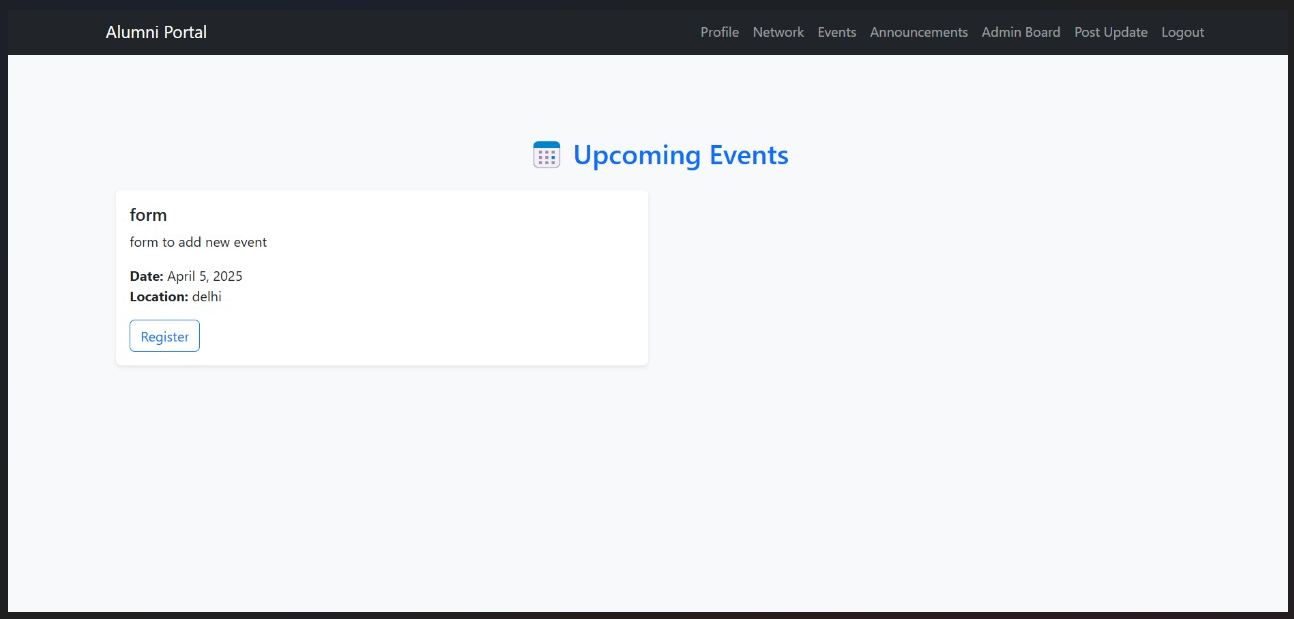 Alumni Portal
Profile Network Events Announcements Admin Board Post Update Logout
Upcoming Events
form
form to add new event
Date: April 5, 2025
Location: delhi
Register